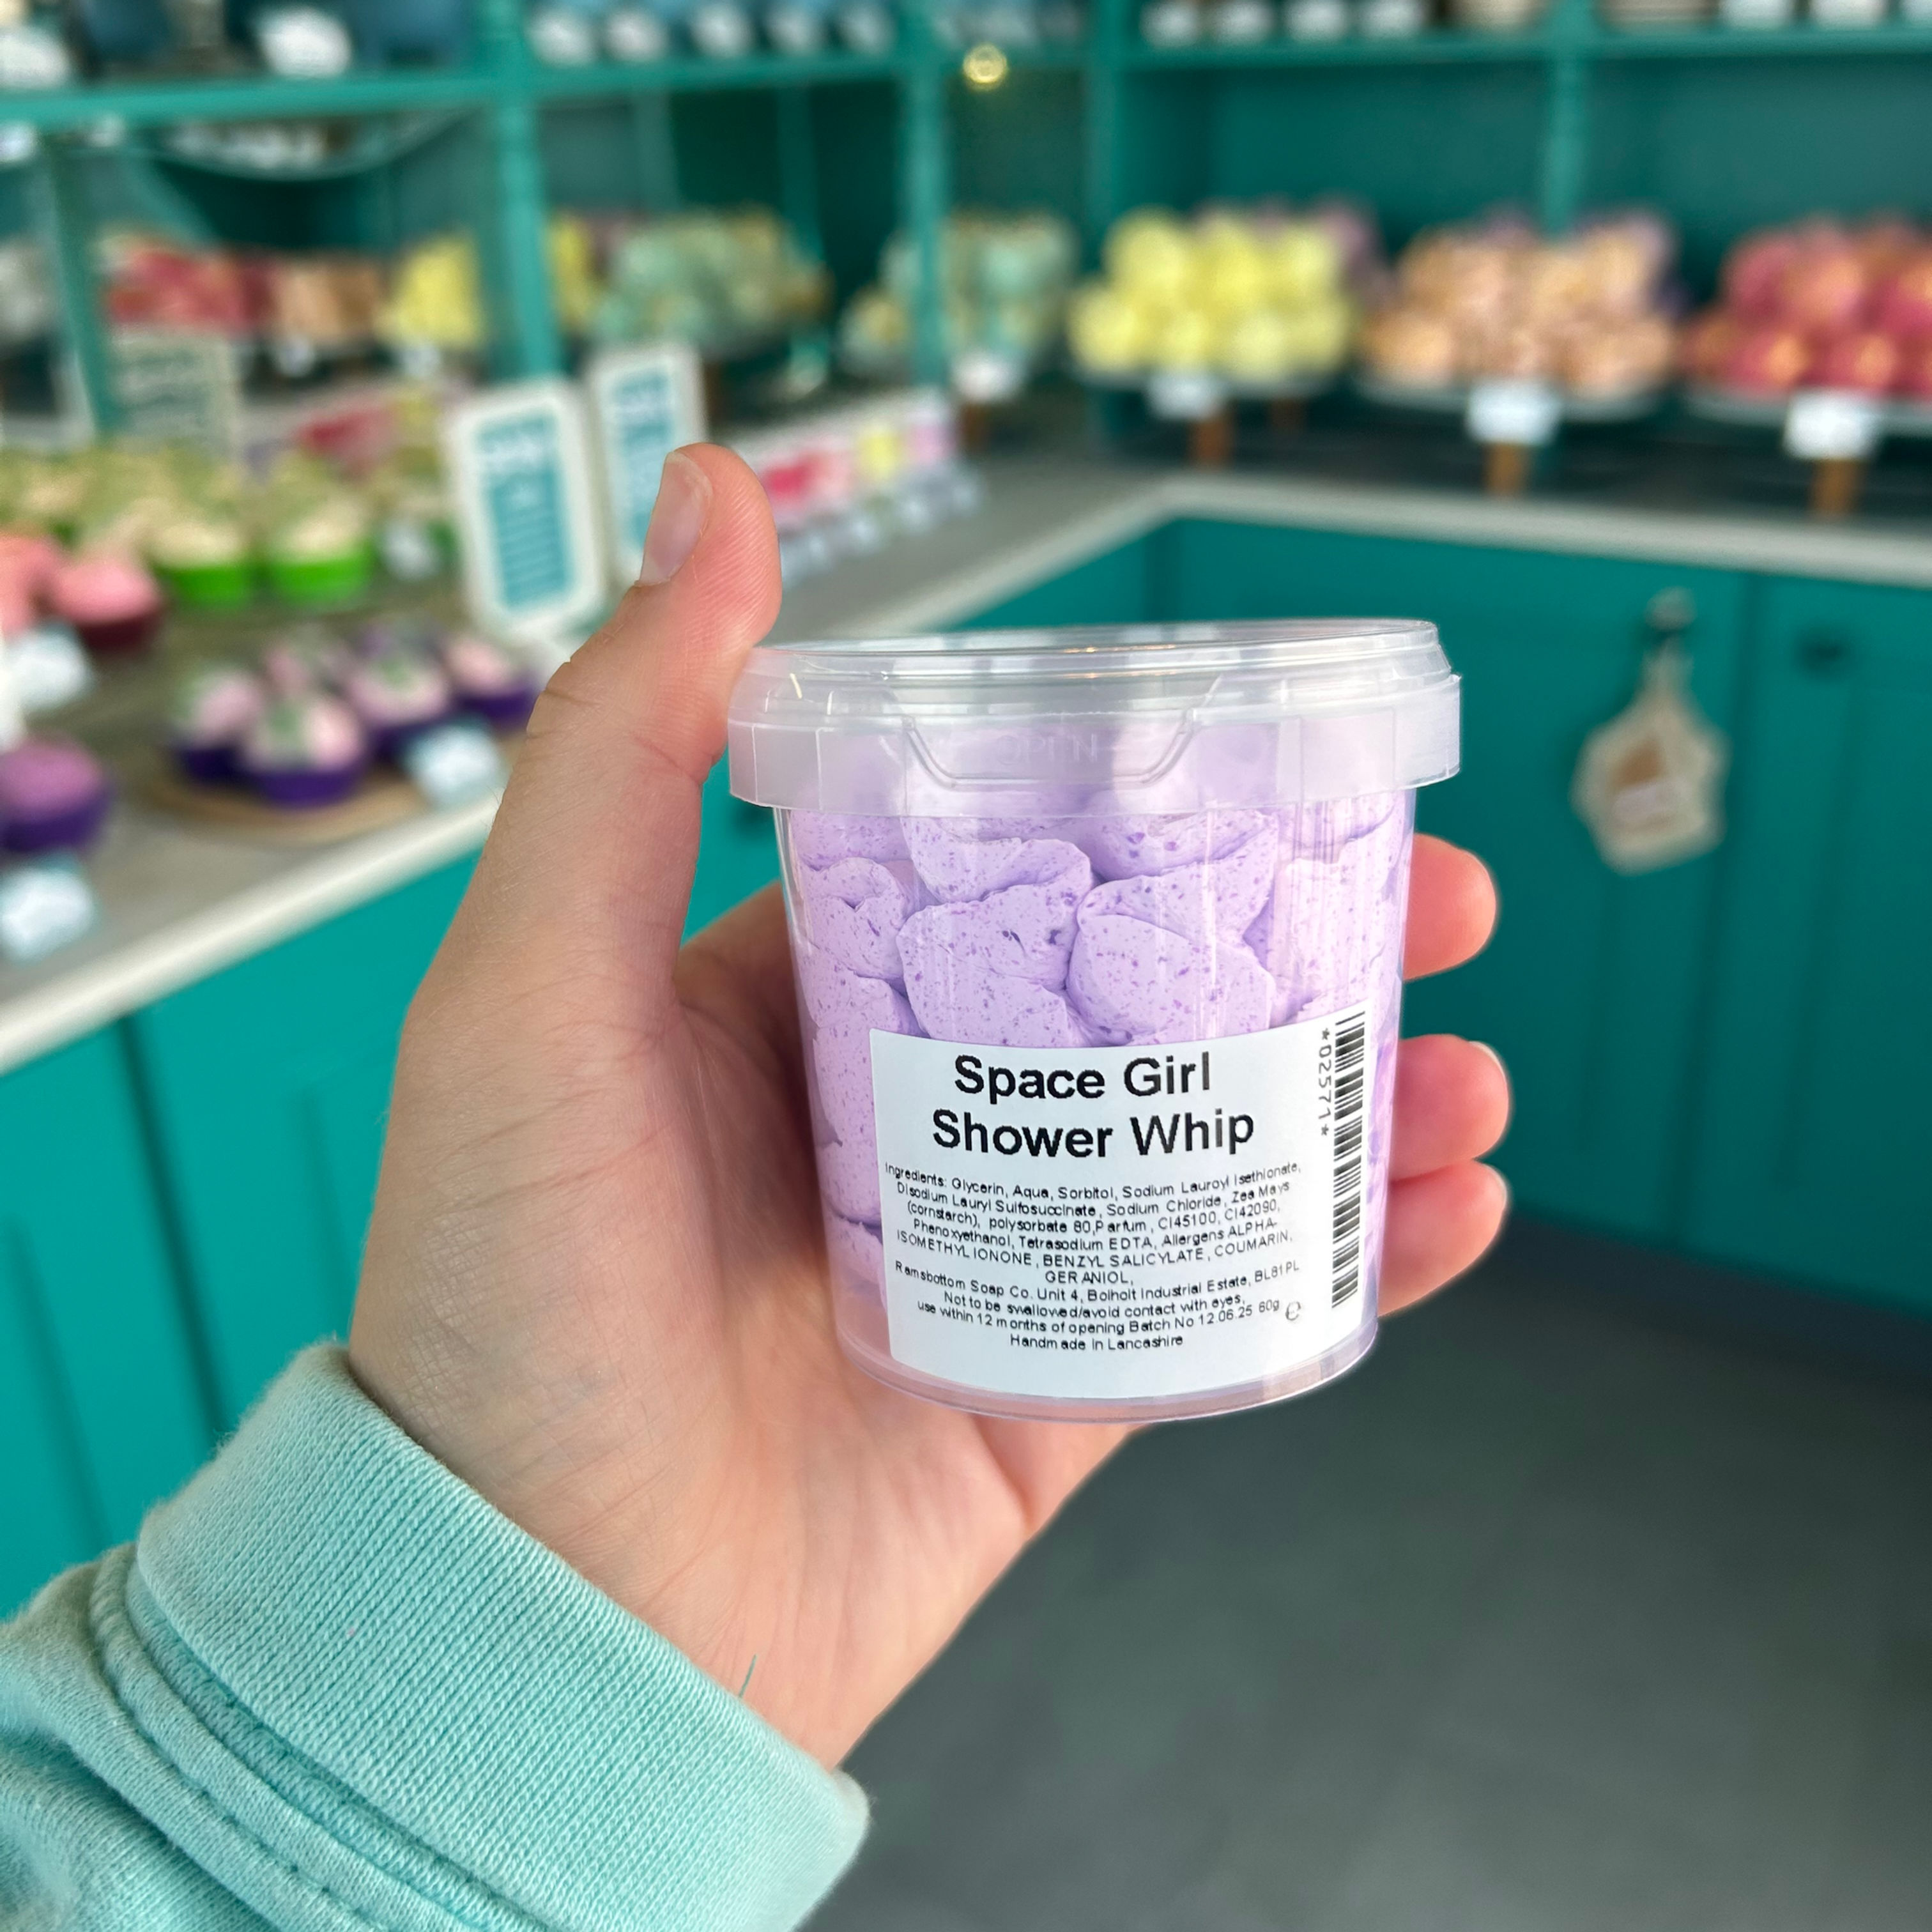 OPEN
Space Girl
Shower Whip
Ingredients: Glycerin, Aqua, Sorbitol, Sodium Lauroyl Isethionate,
Disodium Lauryl Sulfosuccinate, Sodium Chloride, Zea Mays
(cornstarch), polysorbate 80,Parfum, CI45100, CI42090,
Phenoxyethanol, Tetrasodium EDTA, Allergens ALPHA-
ISOMETHYL IONONE, BENZYL SALICYLATE, COUMARIN,
GERANIOL,
Ramsbottom Soap Co. Unit 4, Bolholt Industrial Estate, BL81PL
Not to be swallowed/avoid contact with eyes,
use within 12 months of opening Batch No 12.06.25 60g ℮
Handmade in Lancashire
*02571*